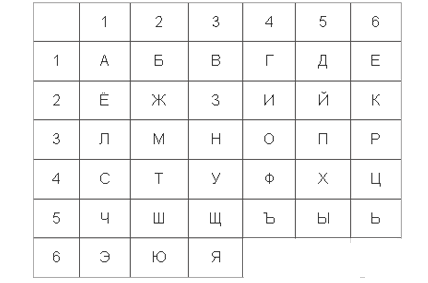 1 2 3 4 5 6
1 А Б В Г Д Е
2 Ё Ж З И Й К
3 Л М Н О П Р
4 С Т У Ф Х Ц
5 Ч Ш Щ Ъ Ы Ь
6 Э Ю Я